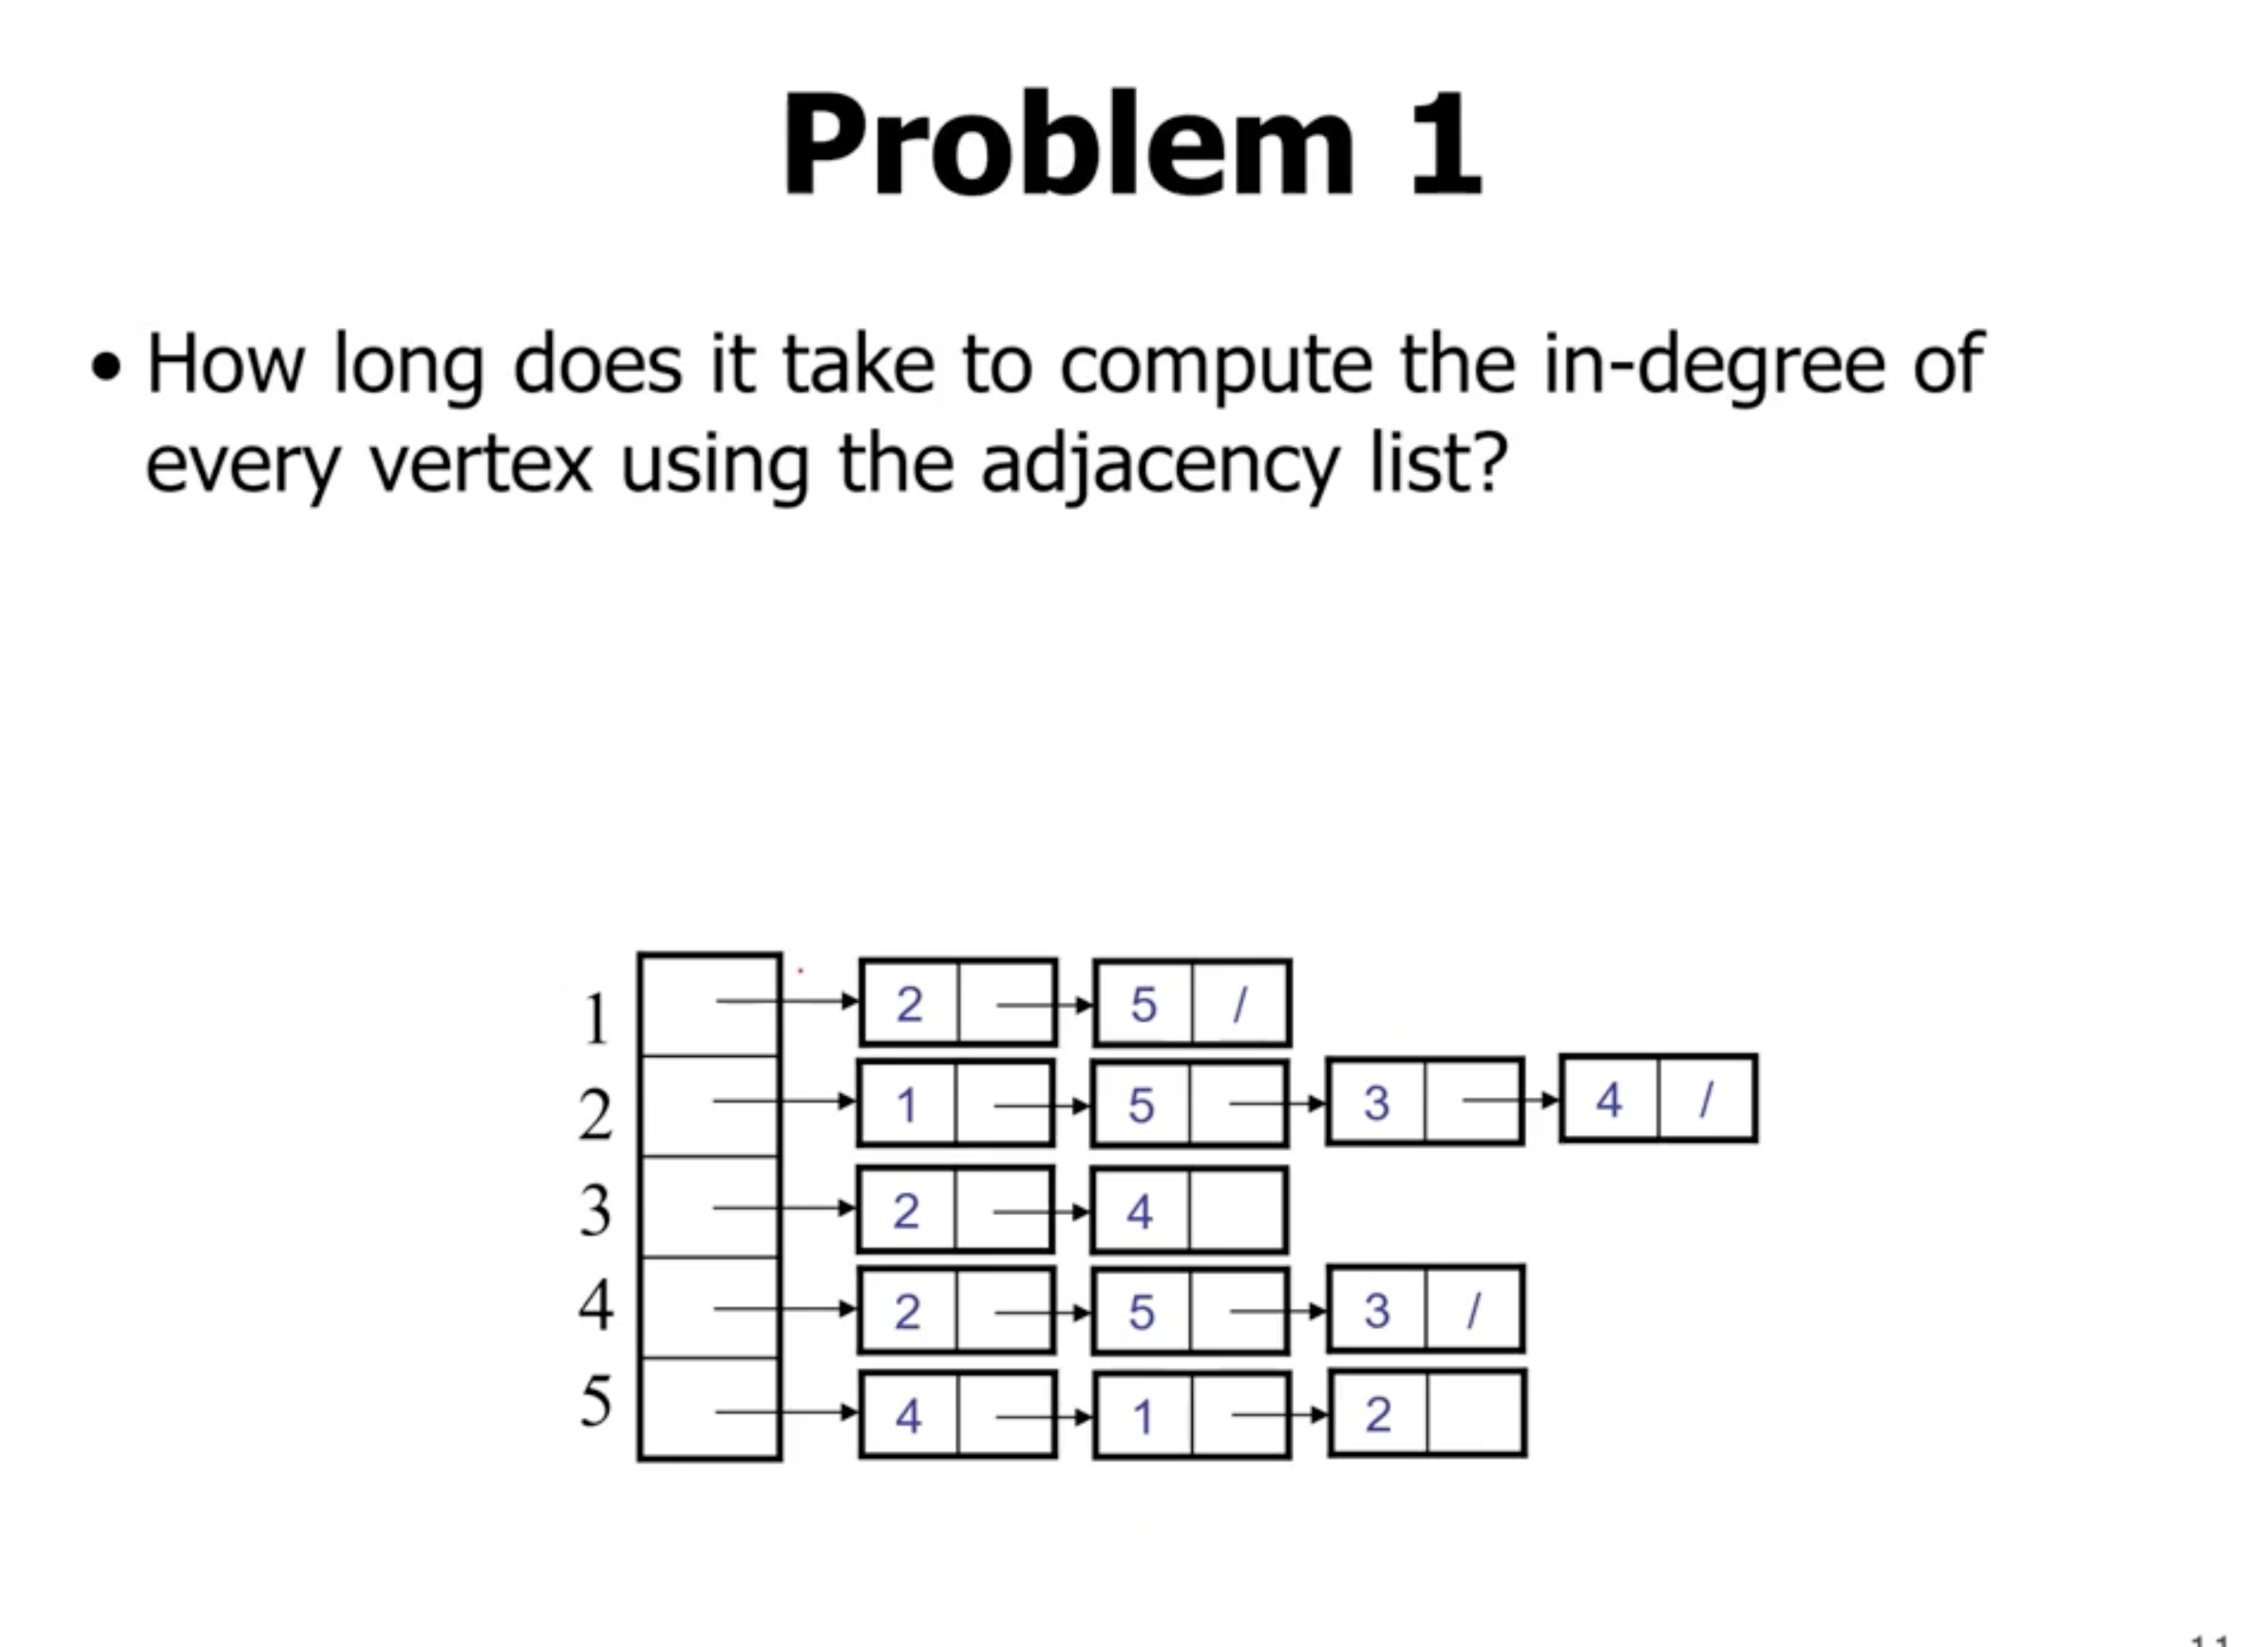 Problem 1
• How long does it take to compute the in-degree of
every vertex using the adjacency list?
1 2 5 /
2 1 5 3 4 /
3 2 4
4 2 5 3 /
5 4 1 2